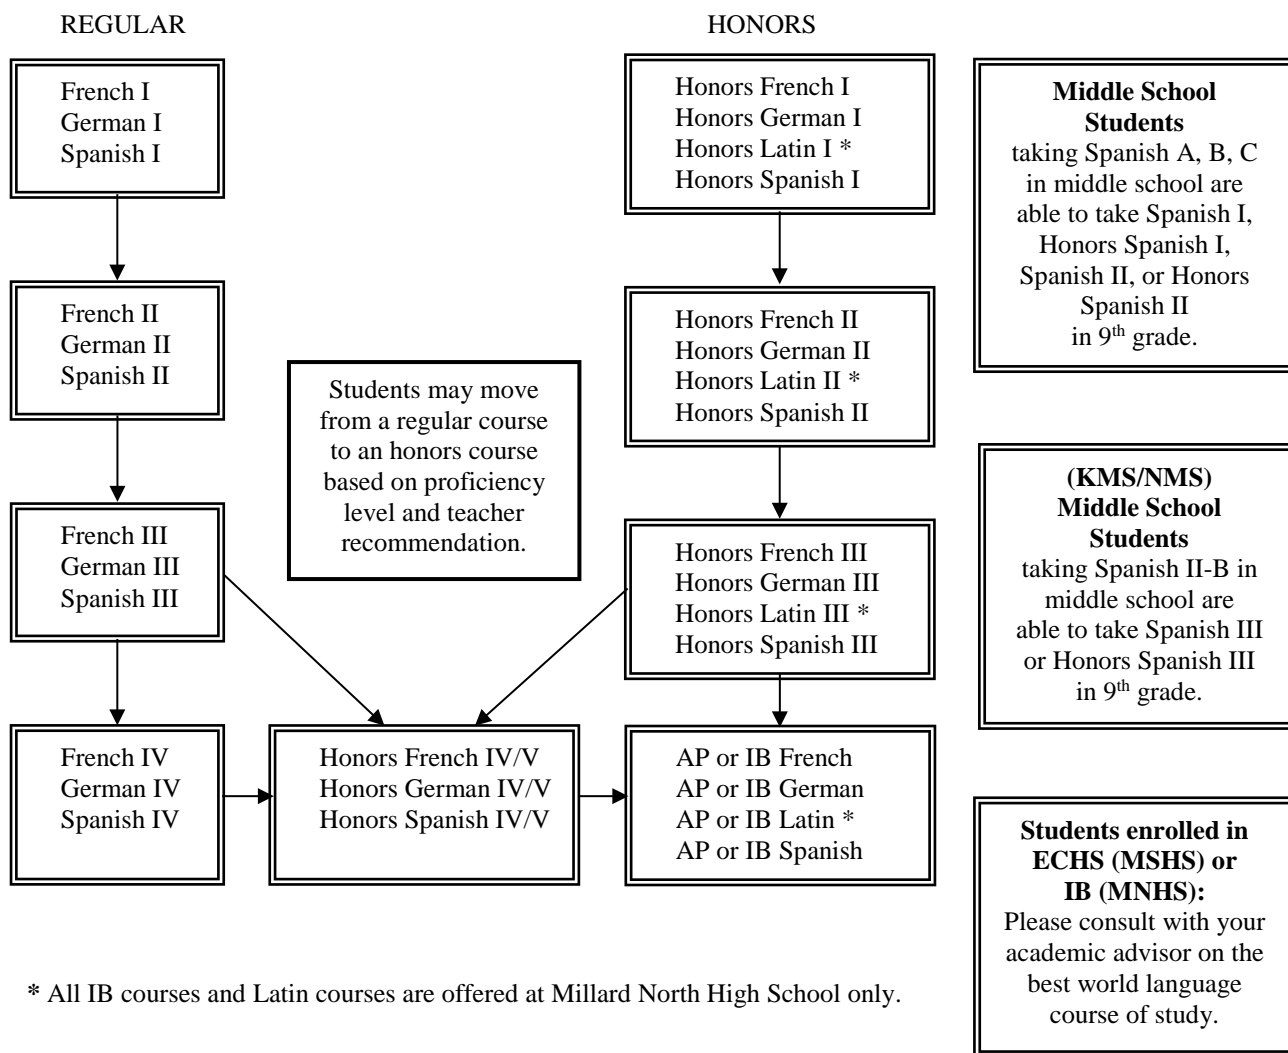 REGULAR
HONORS
French I
German I
Spanish I
Honors French I
Honors German I
Honors Latin I *
Honors Spanish I
Middle School
Students
taking Spanish A, B, C
in middle school are
able to take Spanish I,
Honors Spanish I,
Spanish II, or Honors
Spanish II
in 9th grade.
French II
German II
Spanish II
Students may move
from a regular course
to an honors course
based on proficiency
level and teacher
recommendation.
Honors French II
Honors German II
Honors Latin II *
Honors Spanish II
(KMS/NMS)
Middle School
Students
taking Spanish II-B in
middle school are
able to take Spanish III
or Honors Spanish III
in 9th grade.
French III
German III
Spanish III
Honors French III
Honors German III
Honors Latin III *
Honors Spanish III
French IV
German IV
Spanish IV
Honors French IV/V
Honors German IV/V
Honors Spanish IV/V
AP or IB French
AP or IB German
AP or IB Latin *
AP or IB Spanish
Students enrolled in
ECHS (MSHS) or
IB (MNHS):
Please consult with your
academic advisor on the
best world language
course of study.
* All IB courses and Latin courses are offered at Millard North High School only.